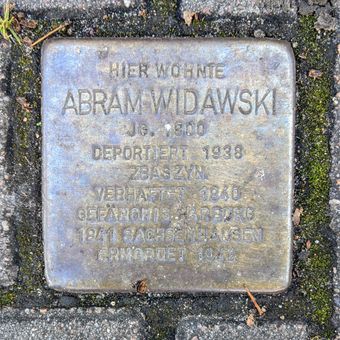 HIER WOHNTE
ABRAM WIDAWSKI
JG. 1900
DEPORTIERT 1938
ZBASZYN
VERHAFTET 1940
GEFÄNGNIS
1941 SACHSENHAUSEN
ERMORDET